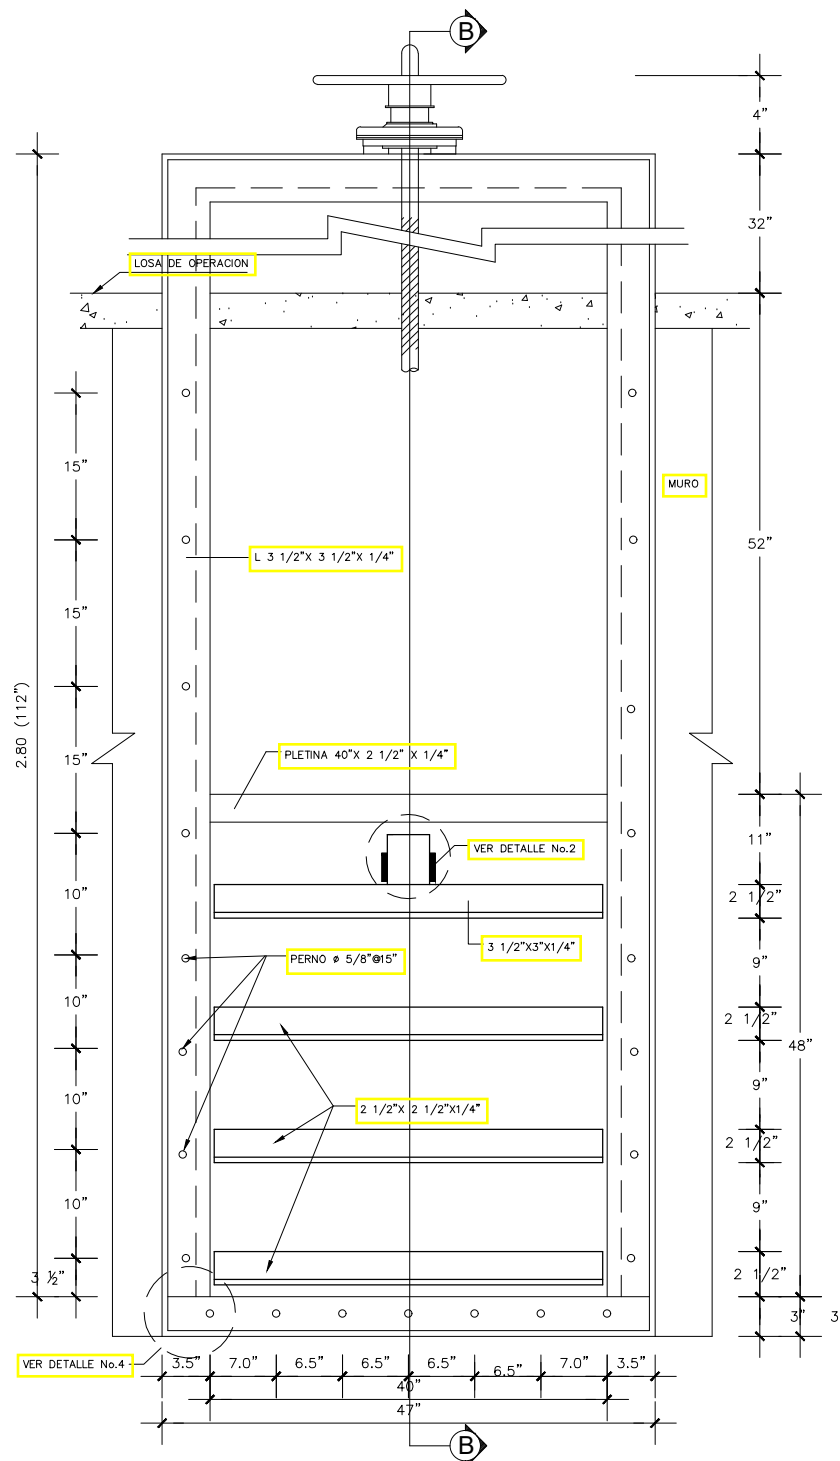 B
4"
32"
LOSA DE OPERACION
15"
MURO
L 3 1/2"X 3 1/2"X 1/4"
52"
15"
2.80 (112")
15"
PLETINA 40"X 2 1/2" X 1/4"
11"
VER DETALLE No.2
10"
2 1/2"
3 1/2"X3"X1/4"
PERNO ø 5/8"@15"
9"
10"
2 1/2"
48"
9"
10"
2 1/2"X 2 1/2"X1/4"
2 1/2"
10"
9"
3 ½"
2 1/2"
3"
3
VER DETALLE No.4
3.5" 7.0" 6.5" 6.5" 6.5" 6.5" 7.0" 3.5"
40"
47"
B